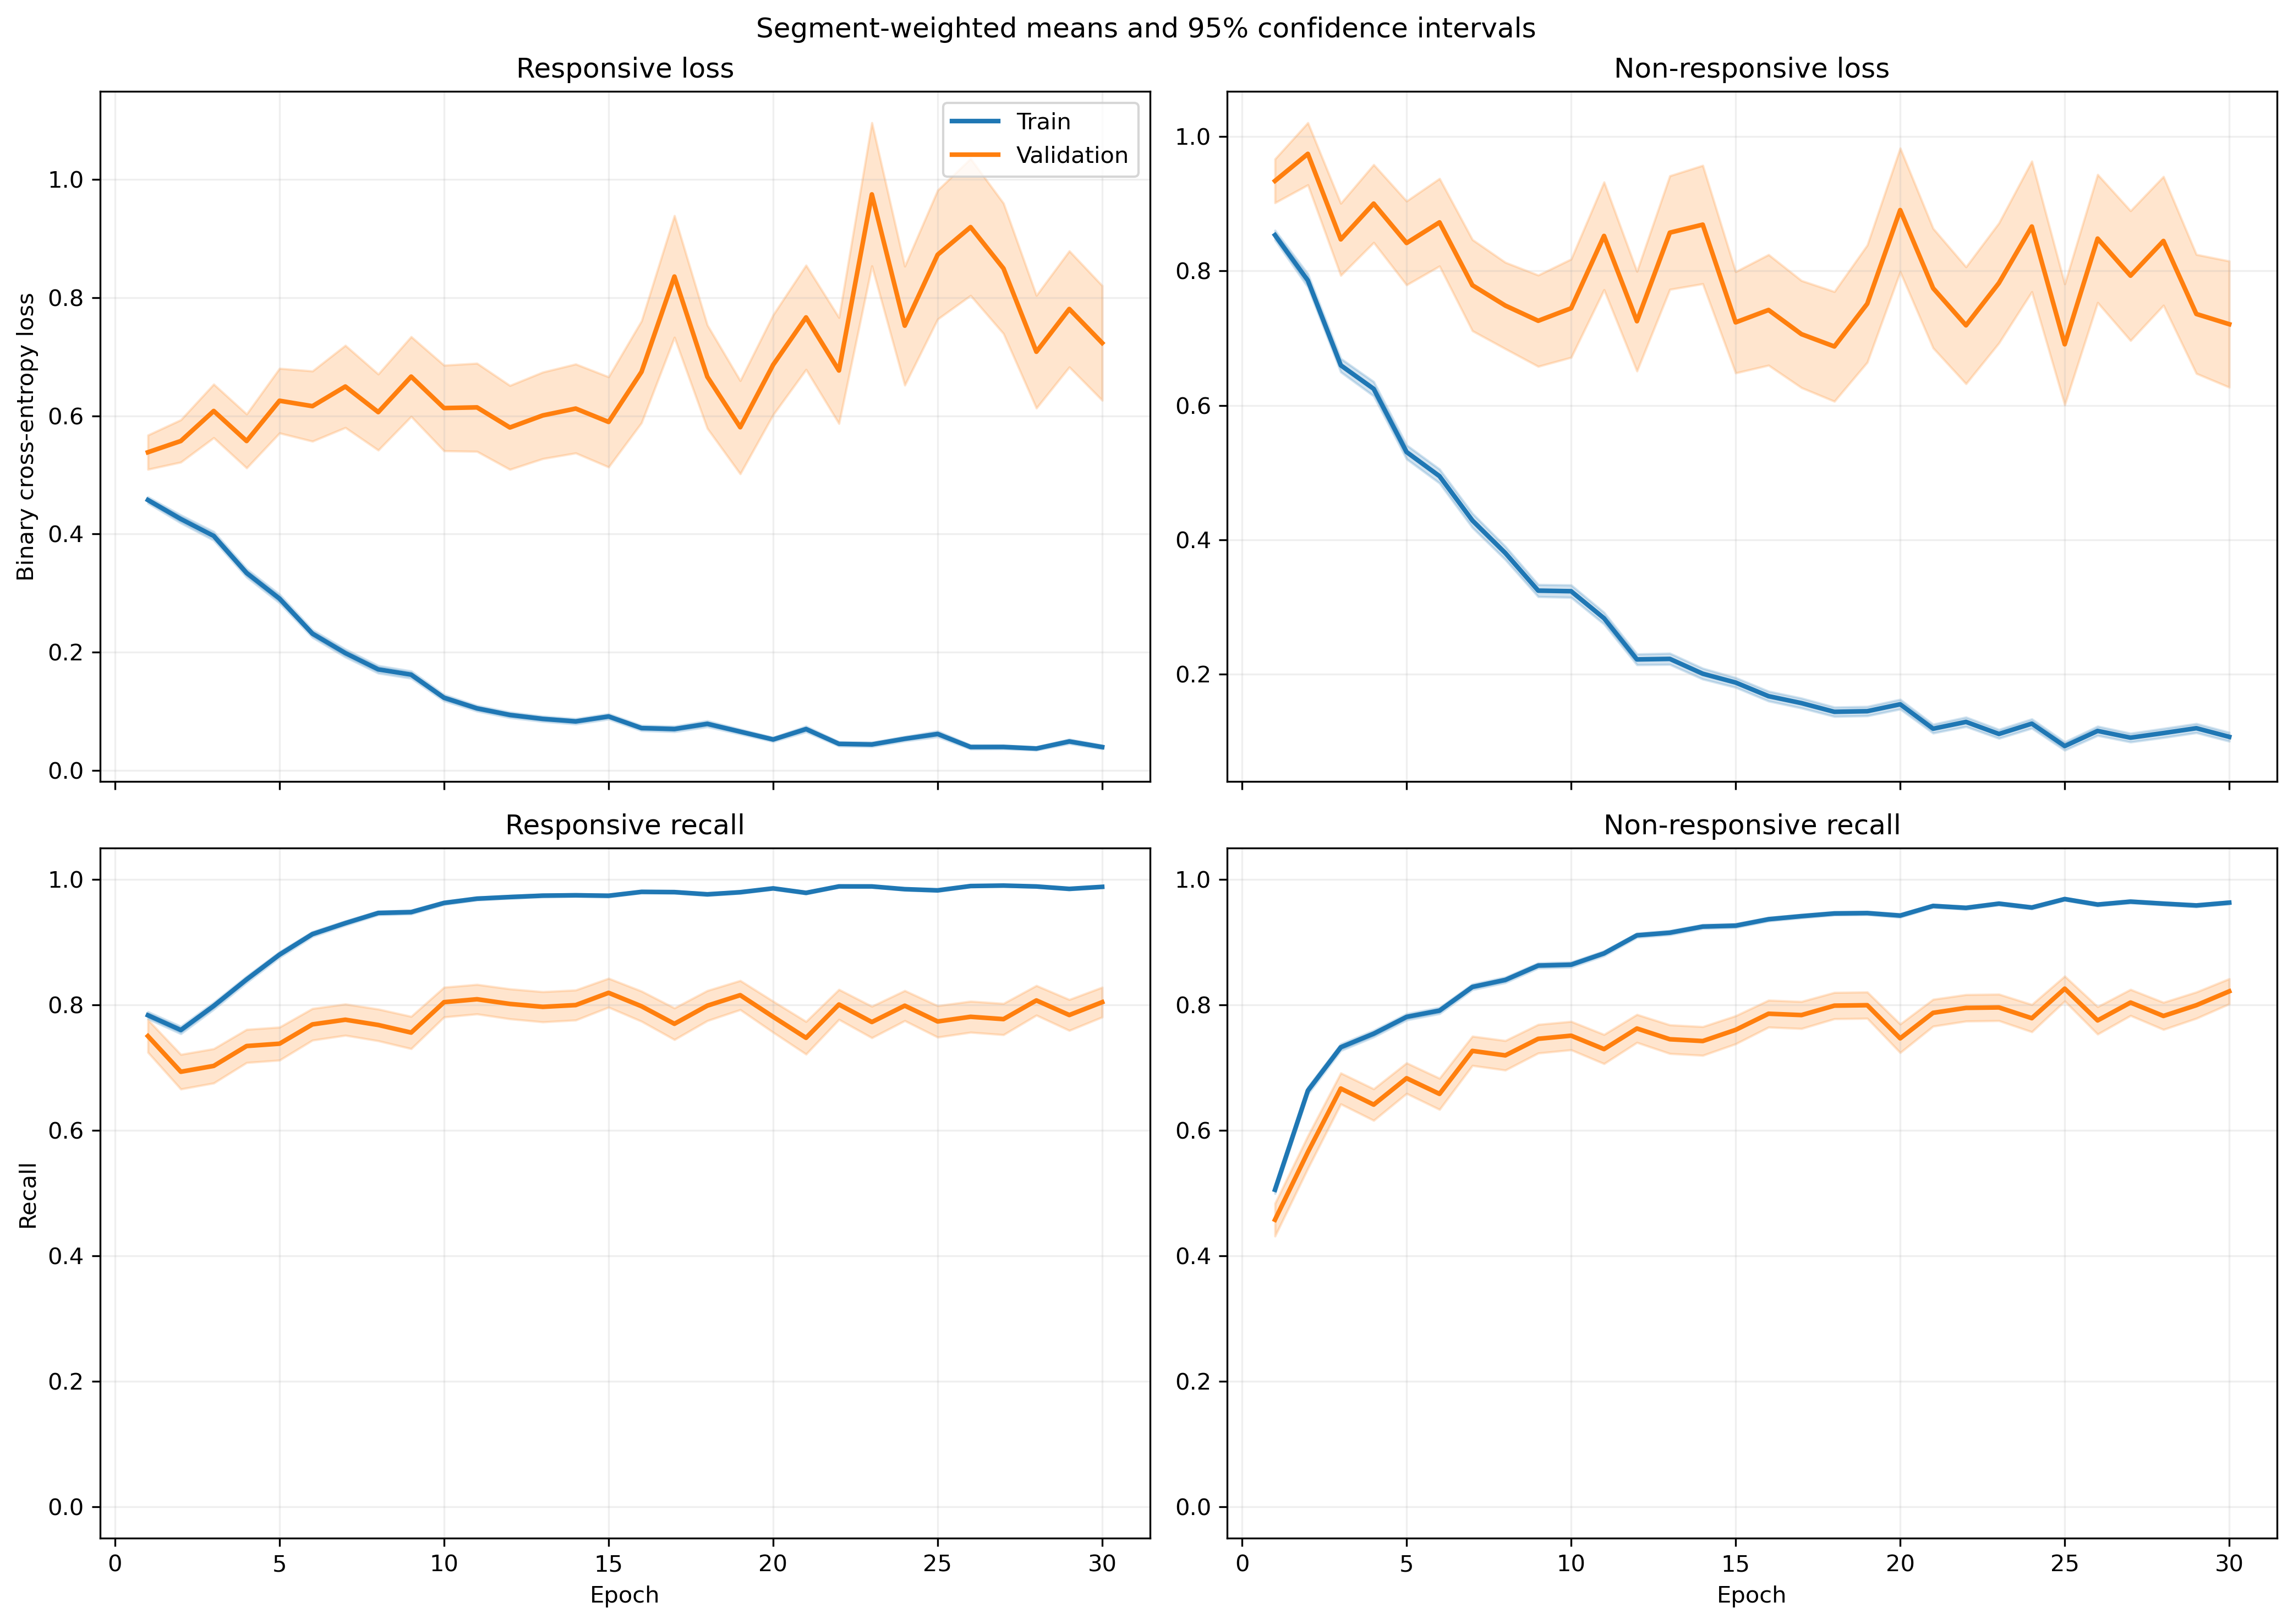 Segment-weighted means and 95% confidence intervals
Responsive loss
Non-responsive loss
Train
Validation
Binary cross-entropy loss
1.0
0.8
0.6
0.4
0.2
0.0
1.0
0.8
0.6
0.4
0.2
Responsive recall
Non-responsive recall
Recall
1.0
0.8
0.6
0.4
0.2
0.0
0 5 10 15 20 25 30
Epoch
1.0
0.8
0.6
0.4
0.2
0.0
0 5 10 15 20 25 30
Epoch